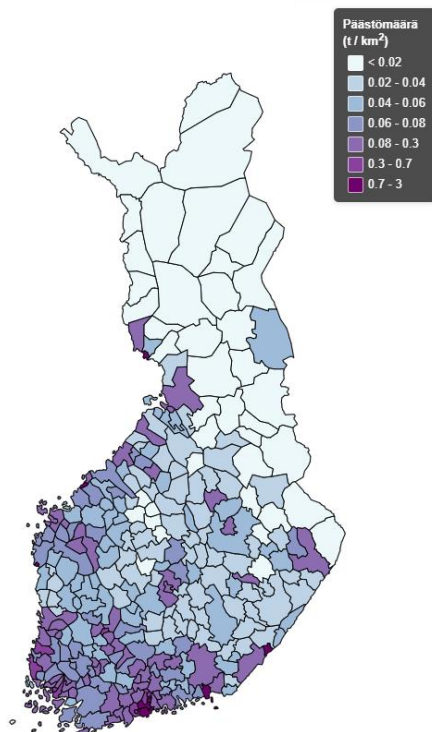 Päästömäärä
(t / km²)
< 0.02
0.02 - 0.04
0.04 - 0.06
0.06 - 0.08
0.08 - 0.3
0.3 - 0.7
0.7 - 3